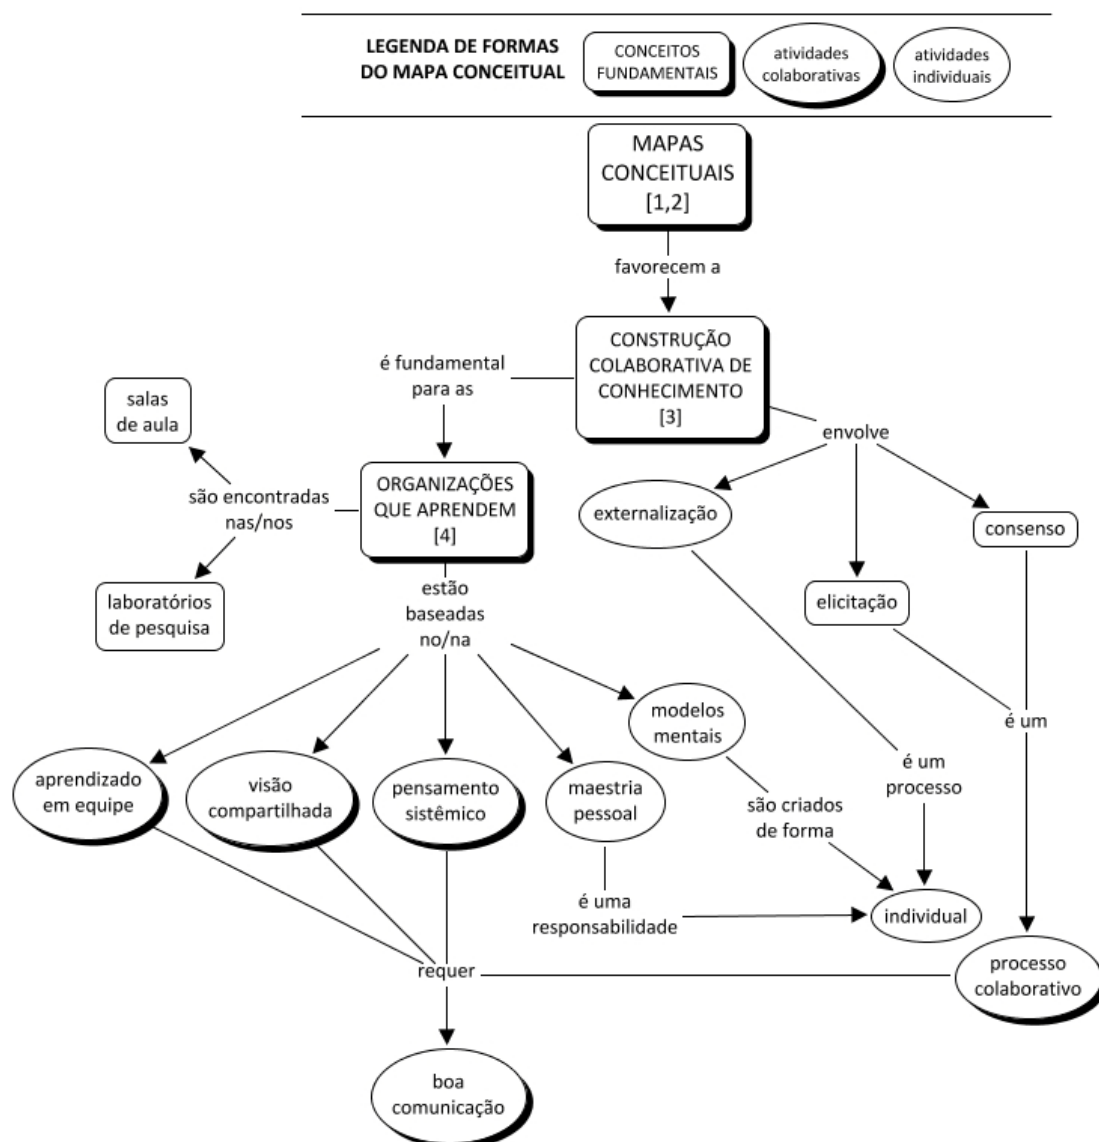 LEGENDA DE FORMAS
DO MAPA CONCEITUAL
CONCEITOS
FUNDAMENTAIS
atividades
colaborativas
atividades
individuais
MAPAS
CONCEITUAIS
[1,2]
favorecem a
CONSTRUÇÃO
COLABORATIVA DE
CONHECIMENTO
[3]
é fundamental
para as
envolve
salas
de aula
são encontradas
nas/nos
laboratórios
de pesquisa
ORGANIZAÇÕES
QUE APRENDEM
[4]
externalização
consenso
elicitação
estão
baseadas
no/na
modelos
mentais
é um
aprendizado
em equipe
visão
compartilhada
pensamento
sistêmico
maestria
pessoal
são criados
de forma
é um
processo
é uma
responsabilidade
individual
requer
processo
colaborativo
boa
comunicação